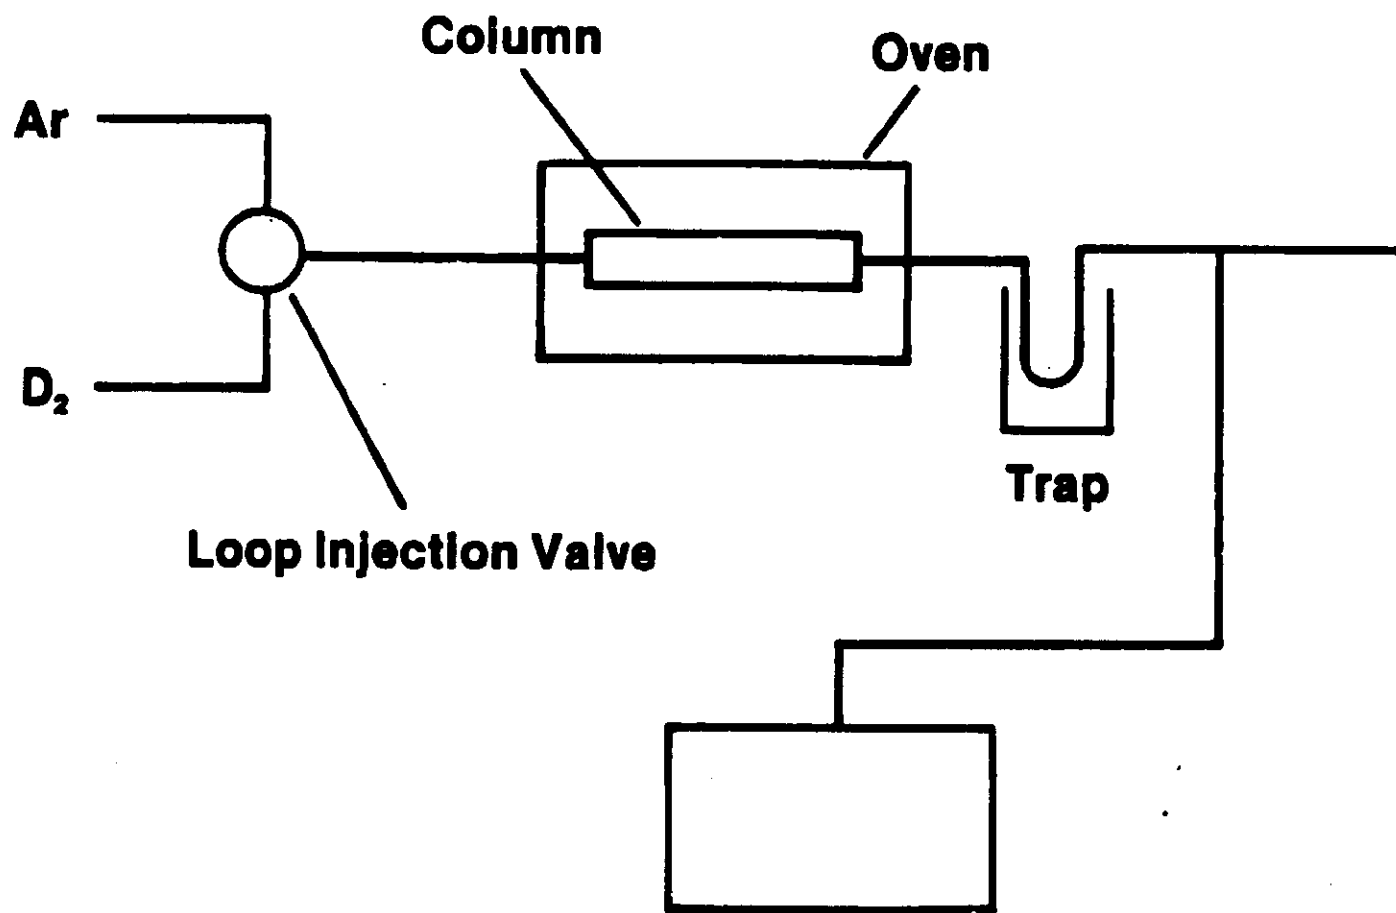 Column
Oven
Ar
D₂
Trap
Loop Injection Valve